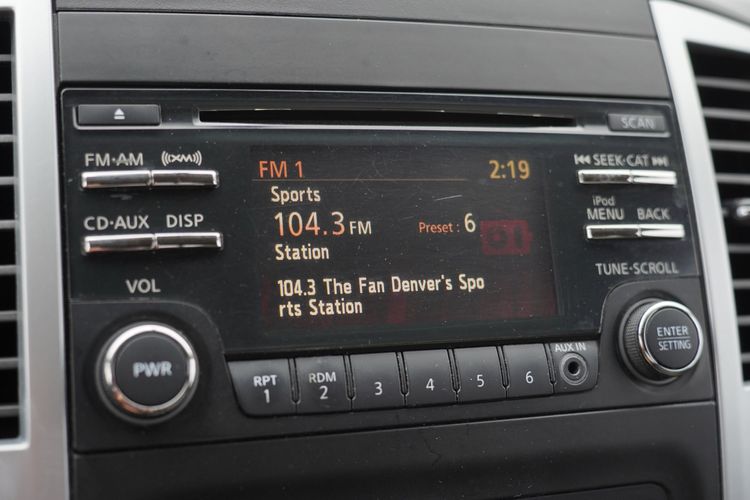 SCAN
FM·AM ((XM))
SEEK·CAT
FM 1 2:19
Sports
iPod
MENU BACK
CD·AUX DISP
104.3 FM Preset : 6
Station
TUNE·SCROLL
VOL
104.3 The Fan Denver's Spo
rts Station
ENTER
SETTING
PWR
AUX IN
RPT
1
RDM
2
3 4 5 6